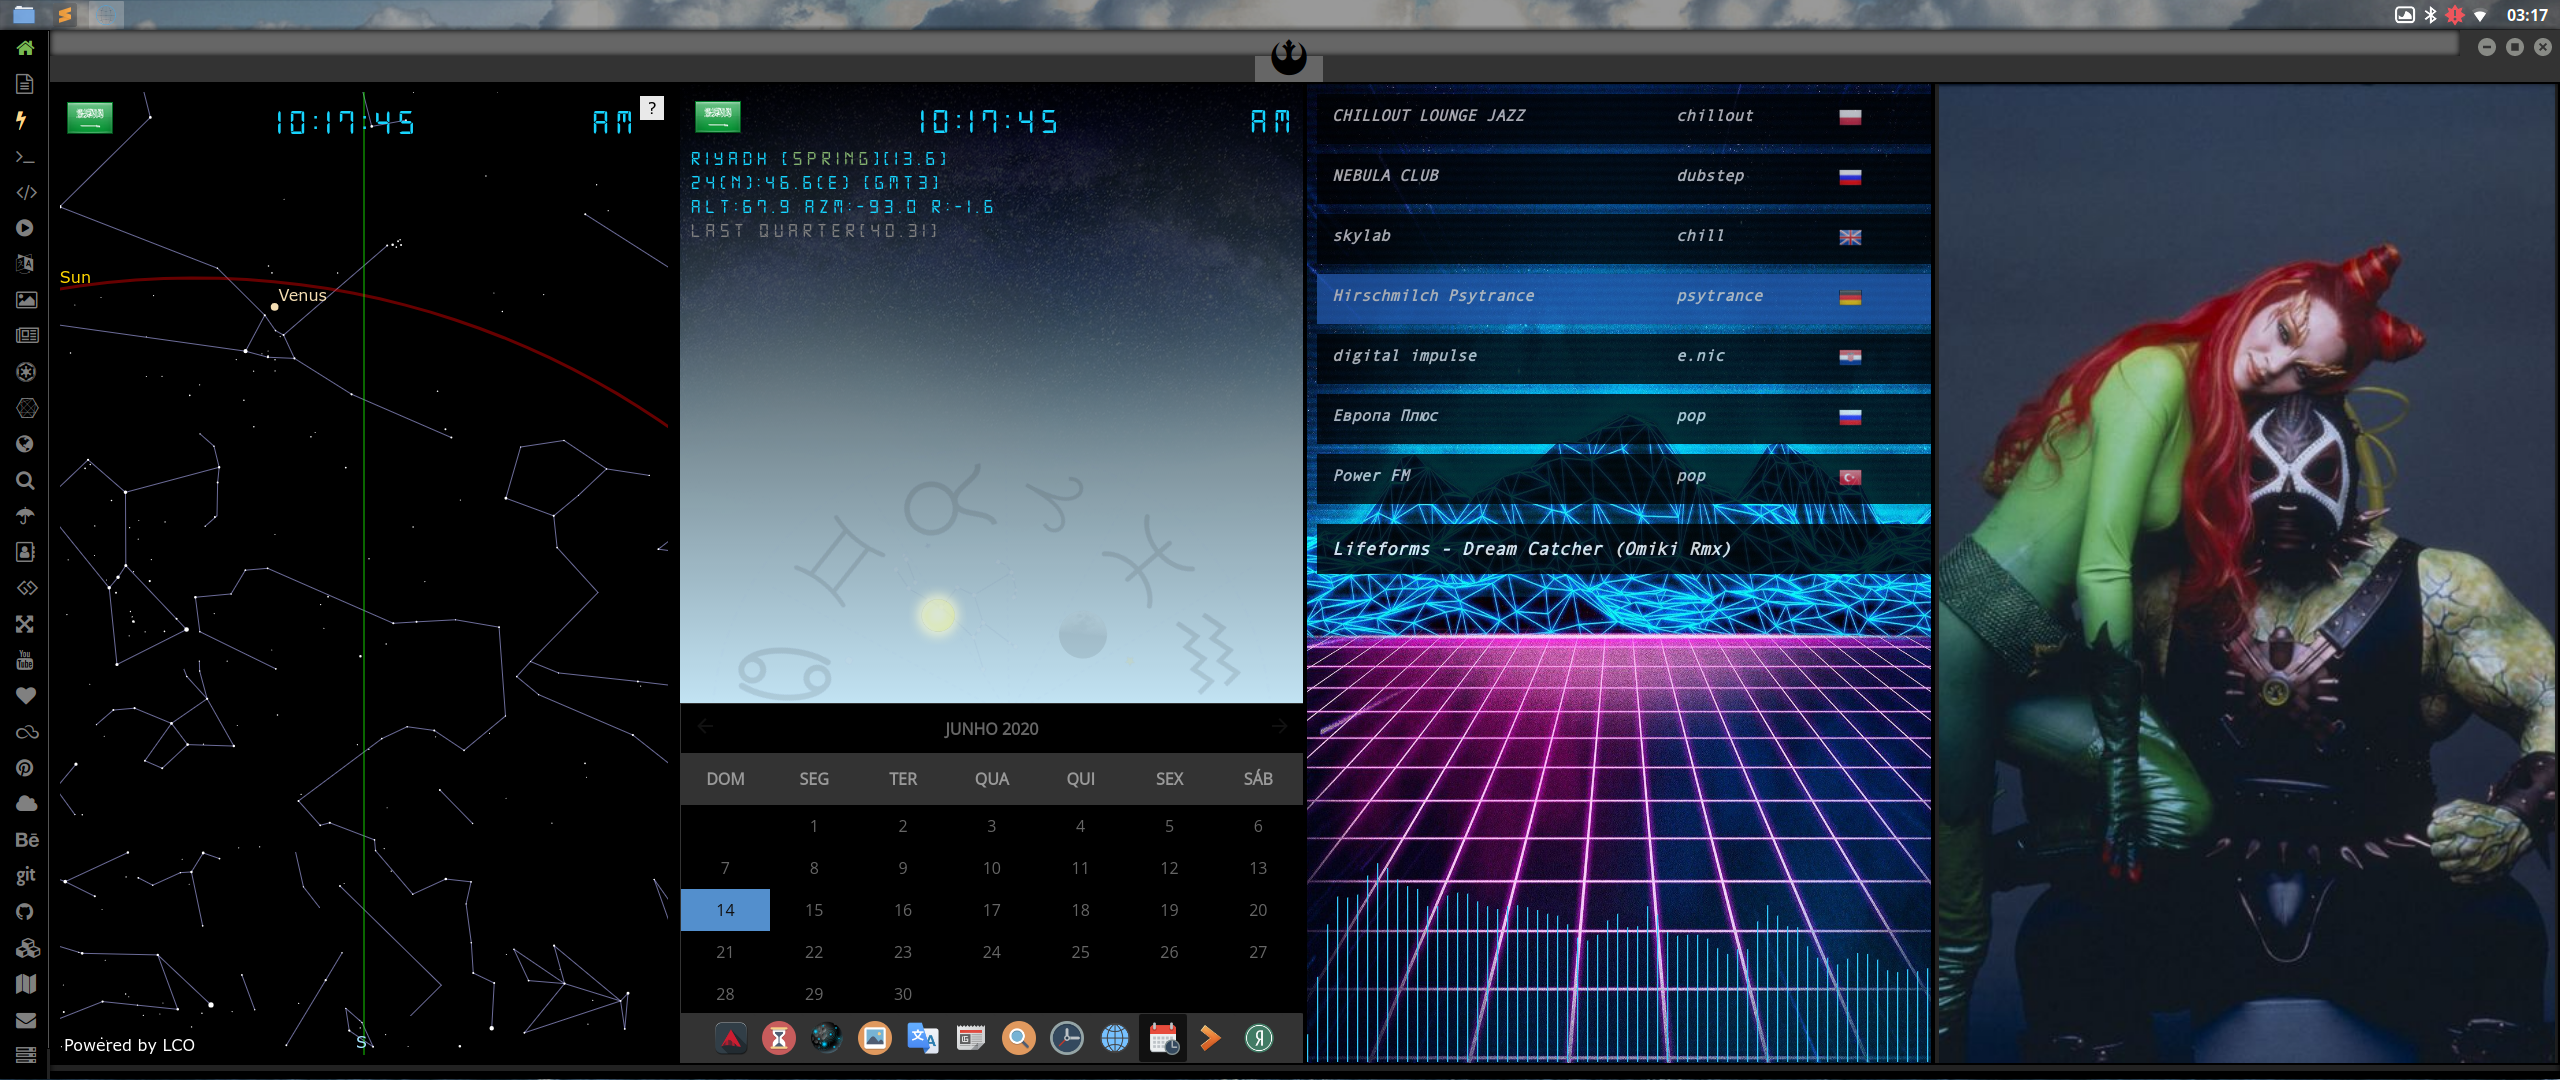 03:17
You
Tube
Bē
git
10:17:45 AM ?
Sun
Venus
S
Powered by LCO
10:17:45 AM
RIYADH [SPRING][13.6]
24(N):46.6(E) [GMT3]
ALT:67.9 AZM:-93.0 R:-1.6
LAST QUARTER[40.31]
JUNHO 2020
DOM SEG TER QUA QUI SEX SÁB
1 2 3 4 5 6
7 8 9 10 11 12 13
14 15 16 17 18 19 20
21 22 23 24 25 26 27
28 29 30
CHILLOUT LOUNGE JAZZ chillout
NEBULA CLUB dubstep
skylab chill
Hirschmilch Psytrance psytrance
digital impulse e.nic
Европа Плюс pop
Power FM pop
Lifeforms - Dream Catcher (Omiki Rmx)